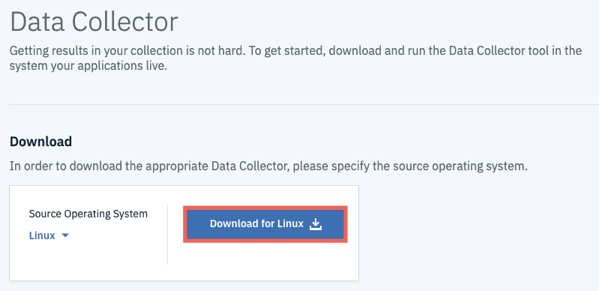 Data Collector
Getting results in your collection is not hard. To get started, download and run the Data Collector tool in the
system your applications live.
Download
In order to download the appropriate Data Collector, please specify the source operating system.
Source Operating System
Linux
Download for Linux